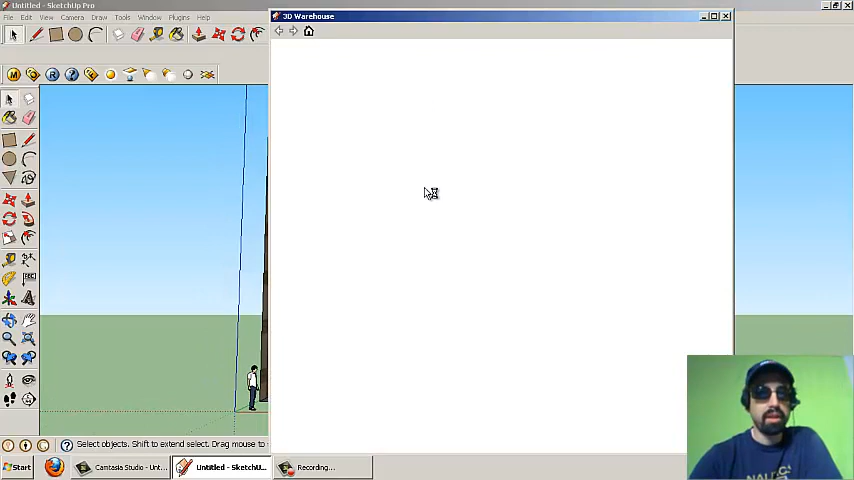 Untitled - SketchUp Pro
File Edit View Camera Draw Tools Window Plugins Help
3D Warehouse
Select objects. Shift to extend select. Drag mouse to
Start
Camtasia Studio - Unt...
Untitled - SketchU...
Recording...
NAUTICA